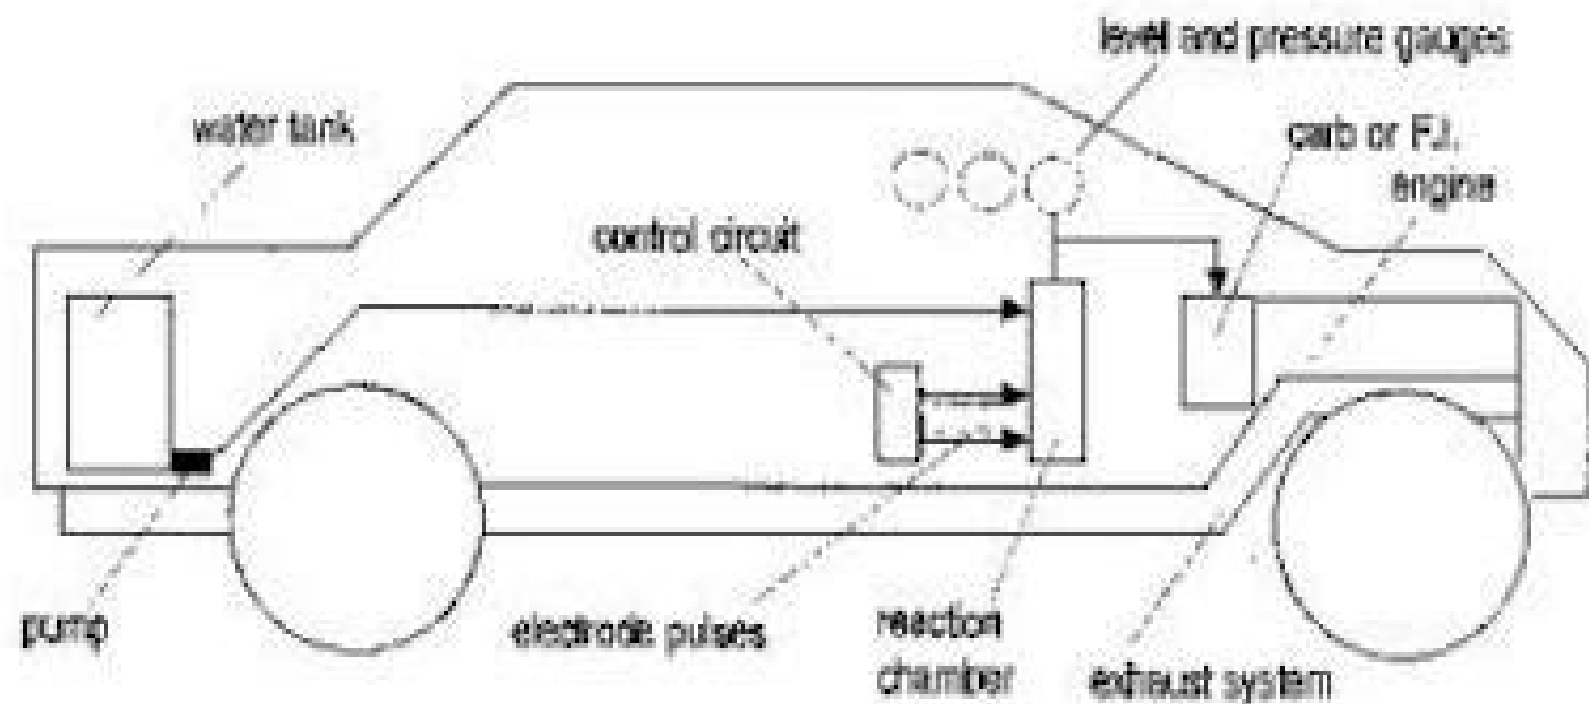 level and pressure gauges
water tank
carb or F.I.
engine
control circuit
pump
electrode pulses
reaction
chamber
exhaust system